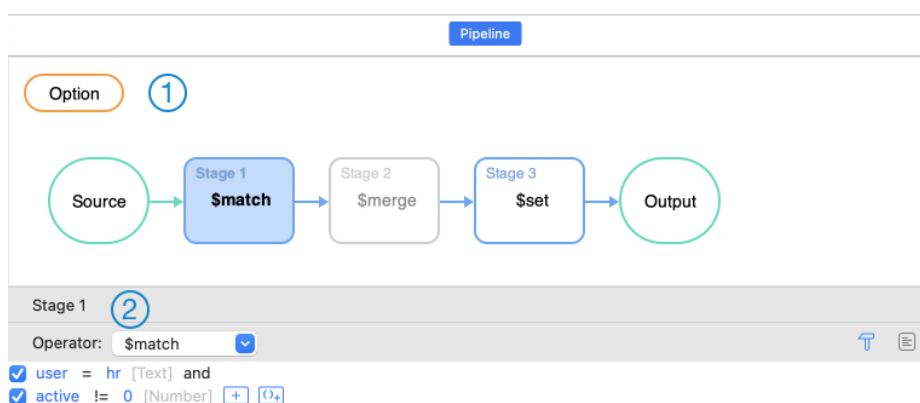 Pipeline
Option
1
Stage 1 Stage 2 Stage 3
Source $match $merge $set Output
Stage 1
2
Operator: $match
user = hr [Text] and
active != 0 [Number] + ()+